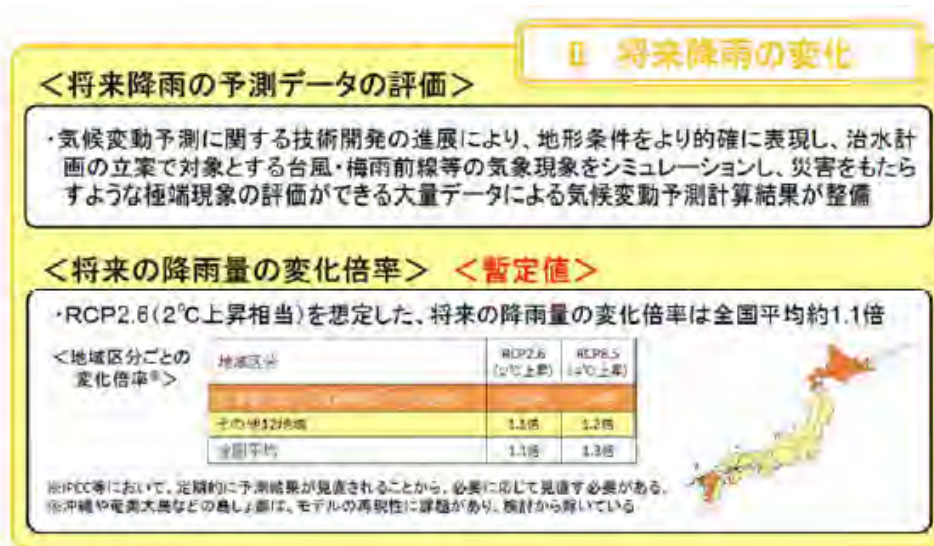 将来降雨の変化
＜将来降雨の予測データの評価＞
・気候変動予測に関する技術開発の進展により、地形条件をより的確に表現し、治水計
画の立案で対象とする台風・梅雨前線等の気象現象をシミュレーションし、災害をもたら
すような極端現象の評価ができる大量データによる気候変動予測計算結果が整備
＜将来の降雨量の変化倍率＞ ＜暫定値＞
・RCP2.6(2℃上昇相当)を想定した、将来の降雨量の変化倍率は全国平均約1.1倍
＜地域区分ごとの
変化倍率※＞
地域区分 RCP2.6 RCP8.5
(2℃上昇) (4℃上昇)
その他12地域 1.1倍 1.2倍
全国平均 1.1倍 1.3倍
※IPCC等において、定期的に予測結果が見直されることから、必要に応じて見直す必要がある。
※沖縄や奄美大島などの島しょ部は、モデルの再現性に課題があり、検討から除いている